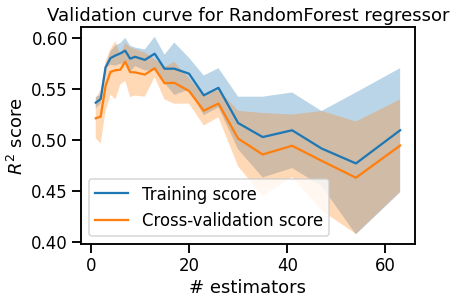 Validation curve for RandomForest regressor
0.60
0.55
0.50
0.45
0.40
R² score
Training score
Cross-validation score
0
20
40
60
# estimators